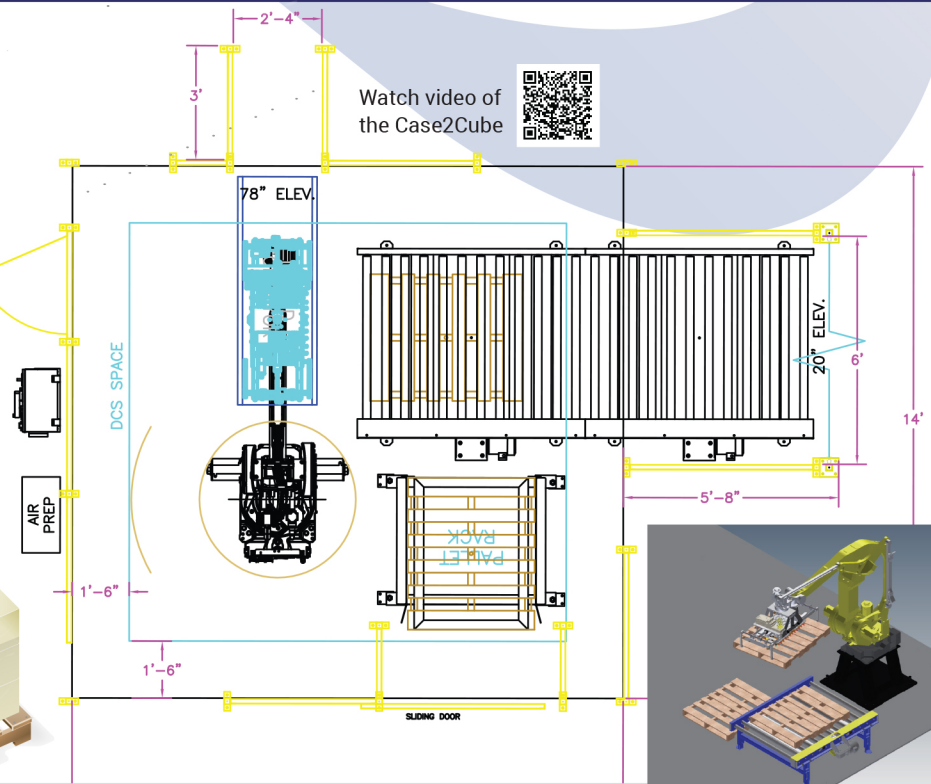 2'-4"
3'
Watch video of
the Case2Cube
78" ELEV.
DCS SPACE
20" ELEV.
6'
14'
5'-8"
AIR
PREP
PALLET
RACK
1'-6"
1'-6"
SLIDING DOOR